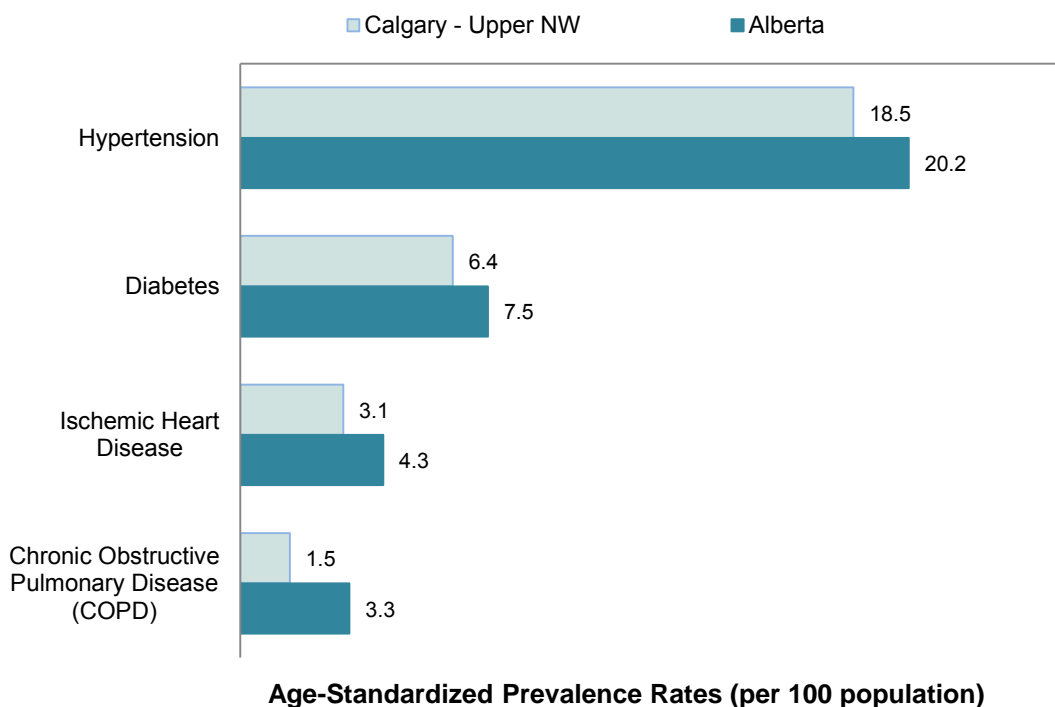 Calgary - Upper NW
Alberta
Hypertension
18.5
20.2
Diabetes
6.4
7.5
Ischemic Heart
Disease
3.1
4.3
Chronic Obstructive
Pulmonary Disease
(COPD)
1.5
3.3
Age-Standardized Prevalence Rates (per 100 population)